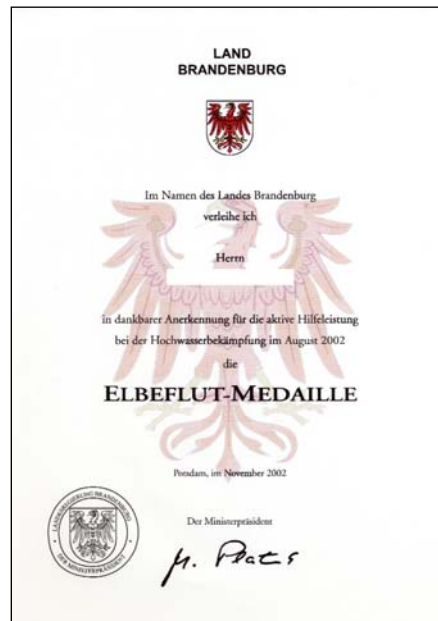 LAND
BRANDENBURG
Im Namen des Landes Brandenburg
verleihe ich
Herrn
in dankbarer Anerkennung für die aktive Hilfeleistung
bei der Hochwasserbekämpfung im August 2002
die
ELBEFLUT-MEDAILLE
Potsdam, im November 2002
Der Ministerpräsident
LANDESREGIERUNG BRANDENBURG
DER MINISTERPRÄSIDENT
M. Platz